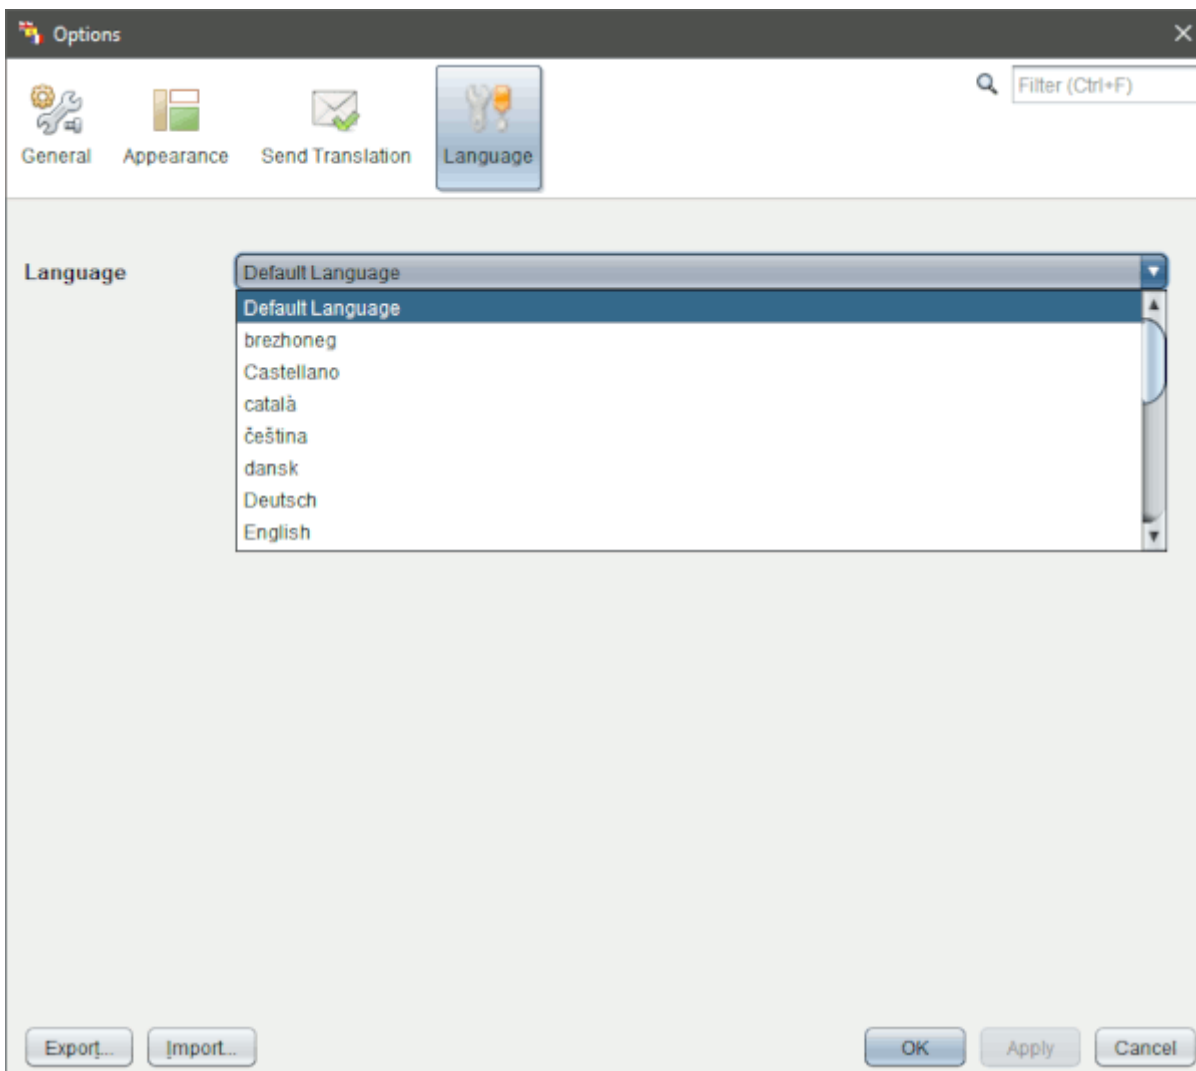 Options
Filter (Ctrl+F)
General Appearance Send Translation Language
Language Default Language
Default Language
brezhoneg
Castellano
català
čeština
dansk
Deutsch
English
Export... Import... OK Apply Cancel